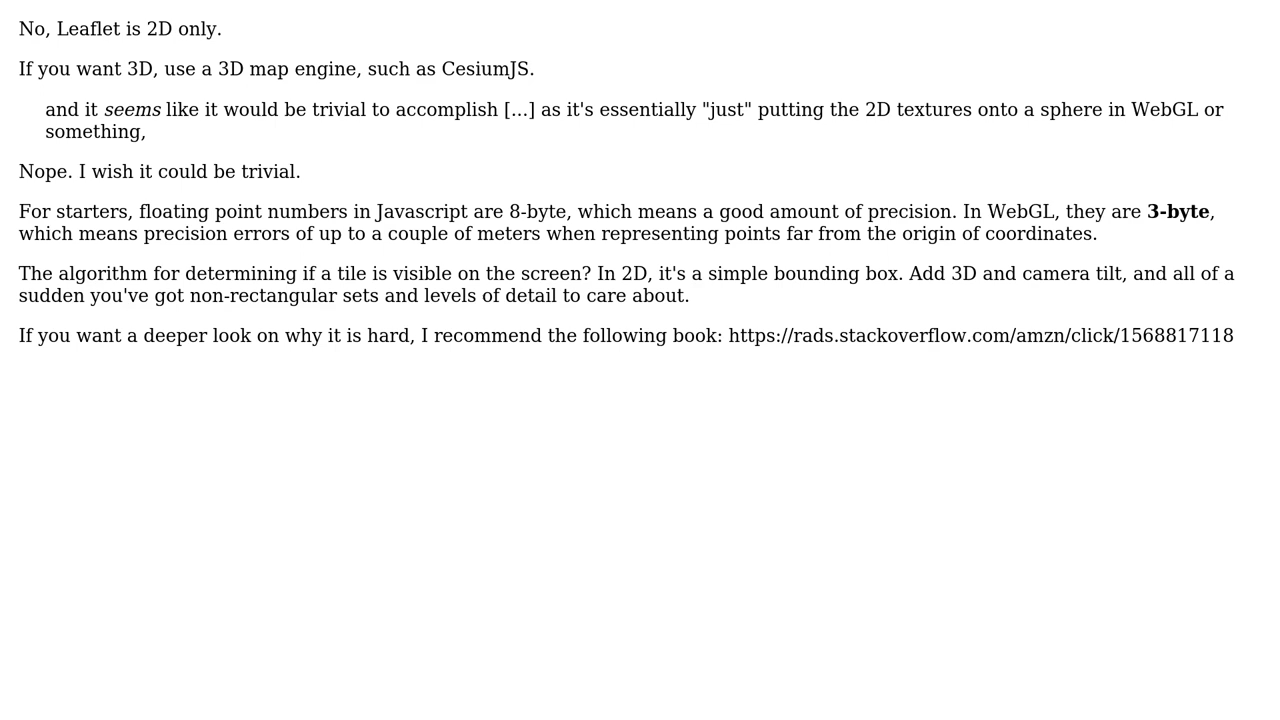 No, Leaflet is 2D only.
If you want 3D, use a 3D map engine, such as CesiumJS.
and it seems like it would be trivial to accomplish [...] as it's essentially "just" putting the 2D textures onto a sphere in WebGL or
something,
Nope. I wish it could be trivial.
For starters, floating point numbers in Javascript are 8-byte, which means a good amount of precision. In WebGL, they are 3-byte,
which means precision errors of up to a couple of meters when representing points far from the origin of coordinates.
The algorithm for determining if a tile is visible on the screen? In 2D, it's a simple bounding box. Add 3D and camera tilt, and all of a
sudden you've got non-rectangular sets and levels of detail to care about.
If you want a deeper look on why it is hard, I recommend the following book: https://rads.stackoverflow.com/amzn/click/1568817118